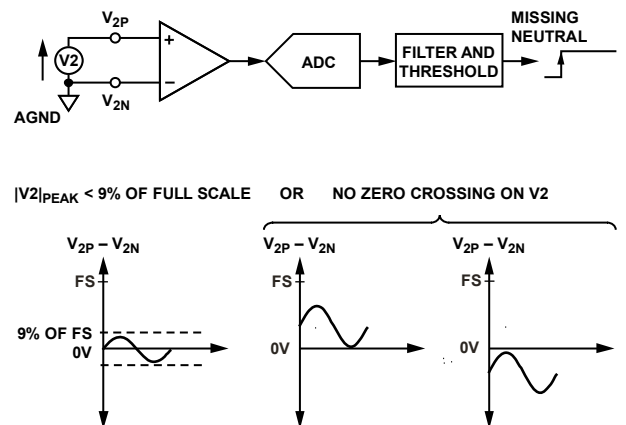 V2P
V2
V2N
AGND
+
–
ADC
FILTER AND
THRESHOLD
MISSING
NEUTRAL
|V2|PEAK < 9% OF FULL SCALE OR NO ZERO CROSSING ON V2
V2P – V2N
FS
9% OF FS
0V
V2P – V2N
FS
0V
V2P – V2N
FS
0V